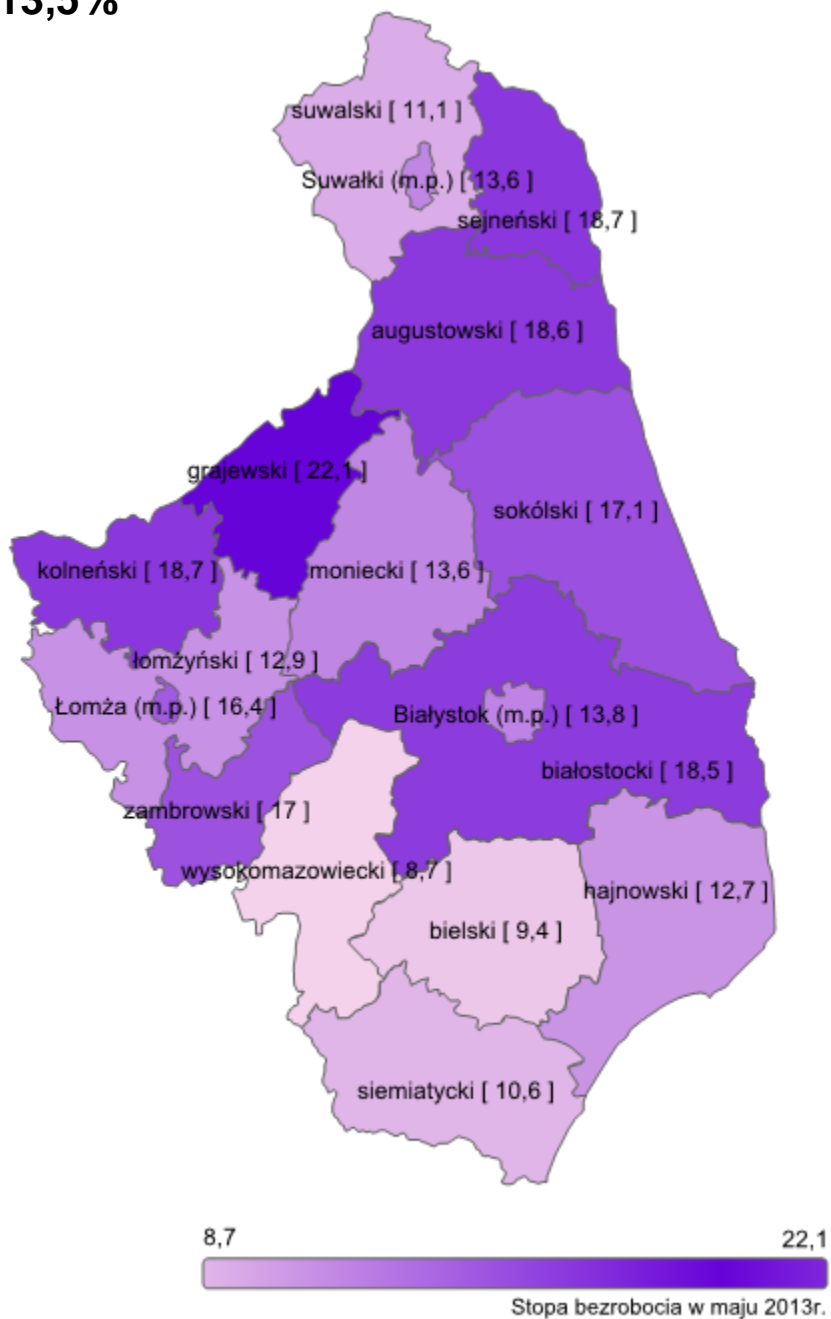 13,5%
suwalski [ 11,1 ]
Suwałki (m.p.) [ 13,6 ]
sejneński [ 18,7 ]
augustowski [ 18,6 ]
grajewski [ 22,1 ]
sokólski [ 17,1 ]
kolneński [ 18,7 ]
moniecki [ 13,6 ]
łomżyński [ 12,9 ]
Łomża (m.p.) [ 16,4 ]
Białystok (m.p.) [ 13,8 ]
białostocki [ 18,5 ]
zambrowski [ 17 ]
wysokomazowiecki [ 8,7 ]
hajnowski [ 12,7 ]
bielski [ 9,4 ]
siemiatycki [ 10,6 ]
8,7
22,1
Stopa bezrobocia w maju 2013r.